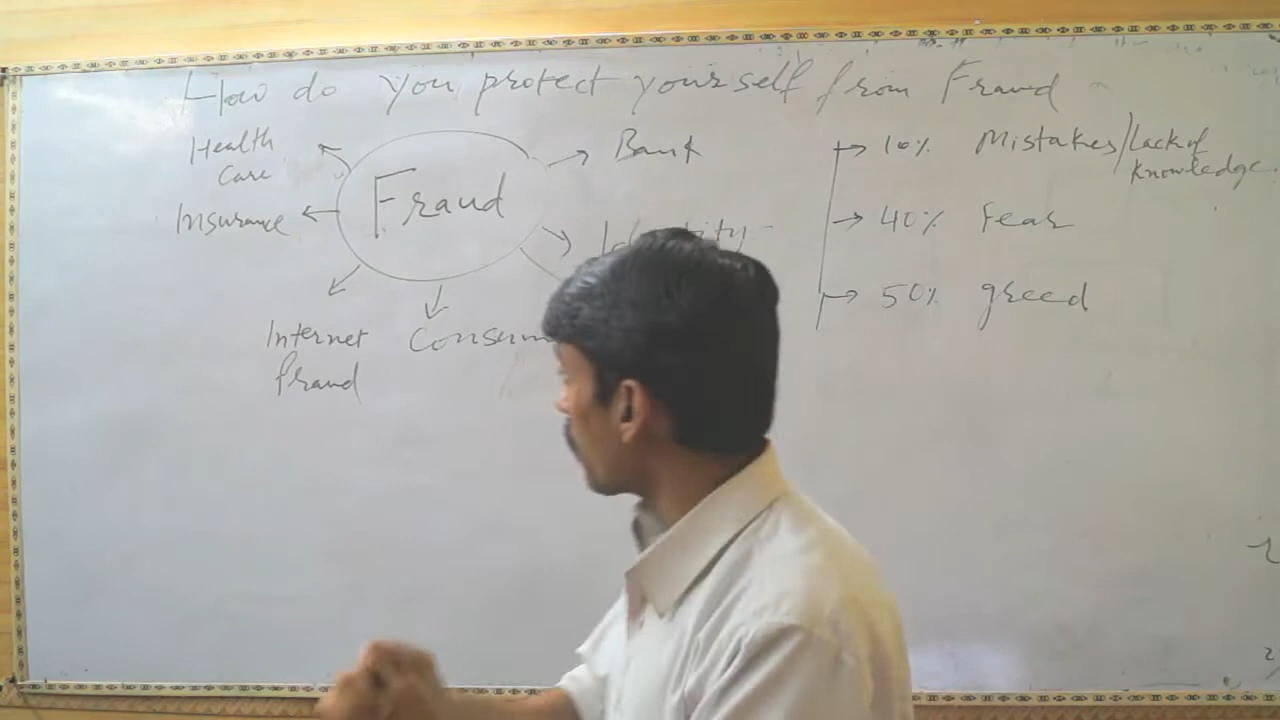 How do you protect yourself from Fraud
Health
Care
Insurance
Fraud
Bank
Internet
fraud
10% Mistakes/Lack of
knowledge.
40% Fear
50% greed